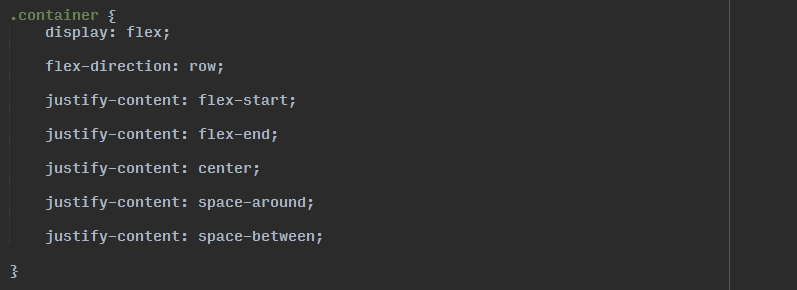 .container {
display: flex;
flex-direction: row;
justify-content: flex-start;
justify-content: flex-end;
justify-content: center;
justify-content: space-around;
justify-content: space-between;
}